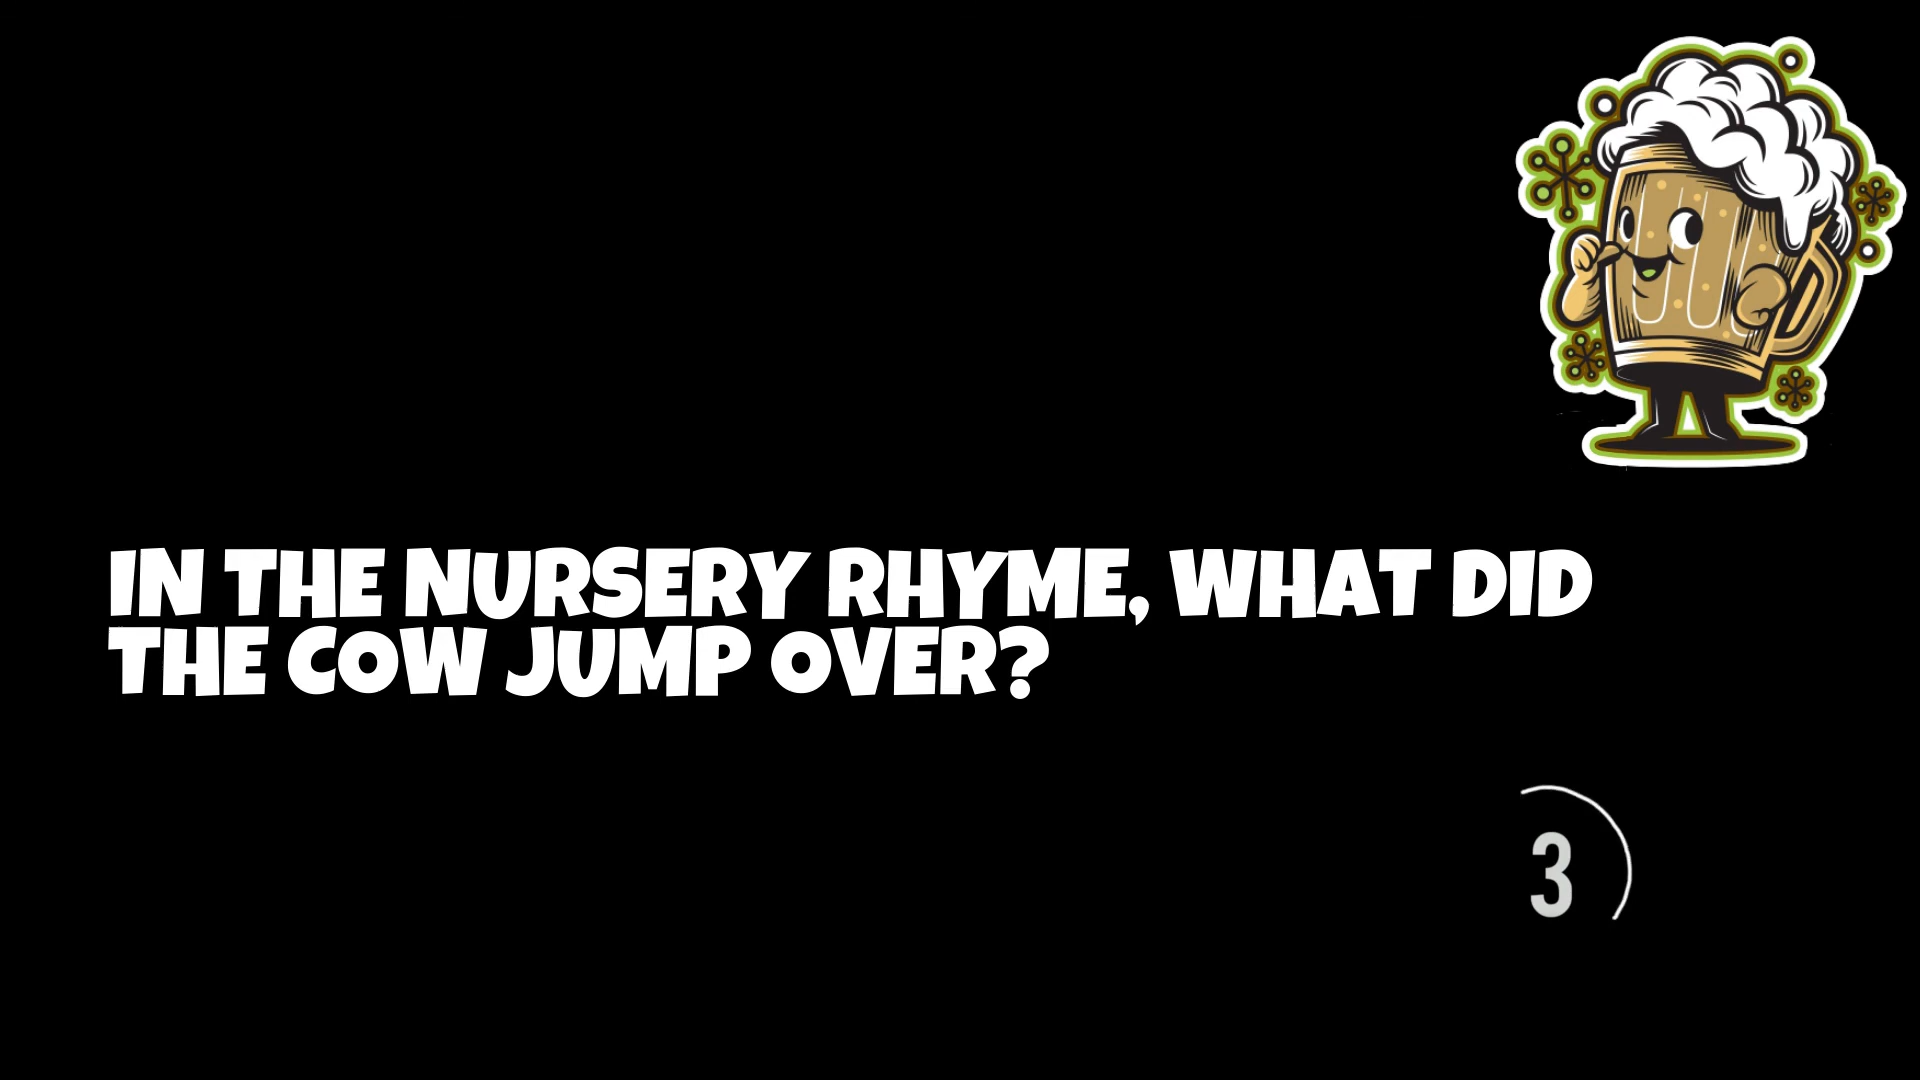 IN THE NURSERY RHYME, WHAT DID
THE COW JUMP OVER?
3